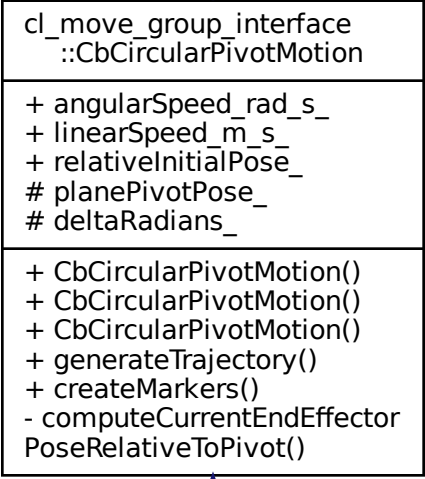 cl_move_group_interface
::CbCircularPivotMotion
+ angularSpeed_rad_s_
+ linearSpeed_m_s_
+ relativeInitialPose_
# planePivotPose_
# deltaRadians_
+ CbCircularPivotMotion()
+ CbCircularPivotMotion()
+ CbCircularPivotMotion()
+ generateTrajectory()
+ createMarkers()
- computeCurrentEndEffector
PoseRelativeToPivot()